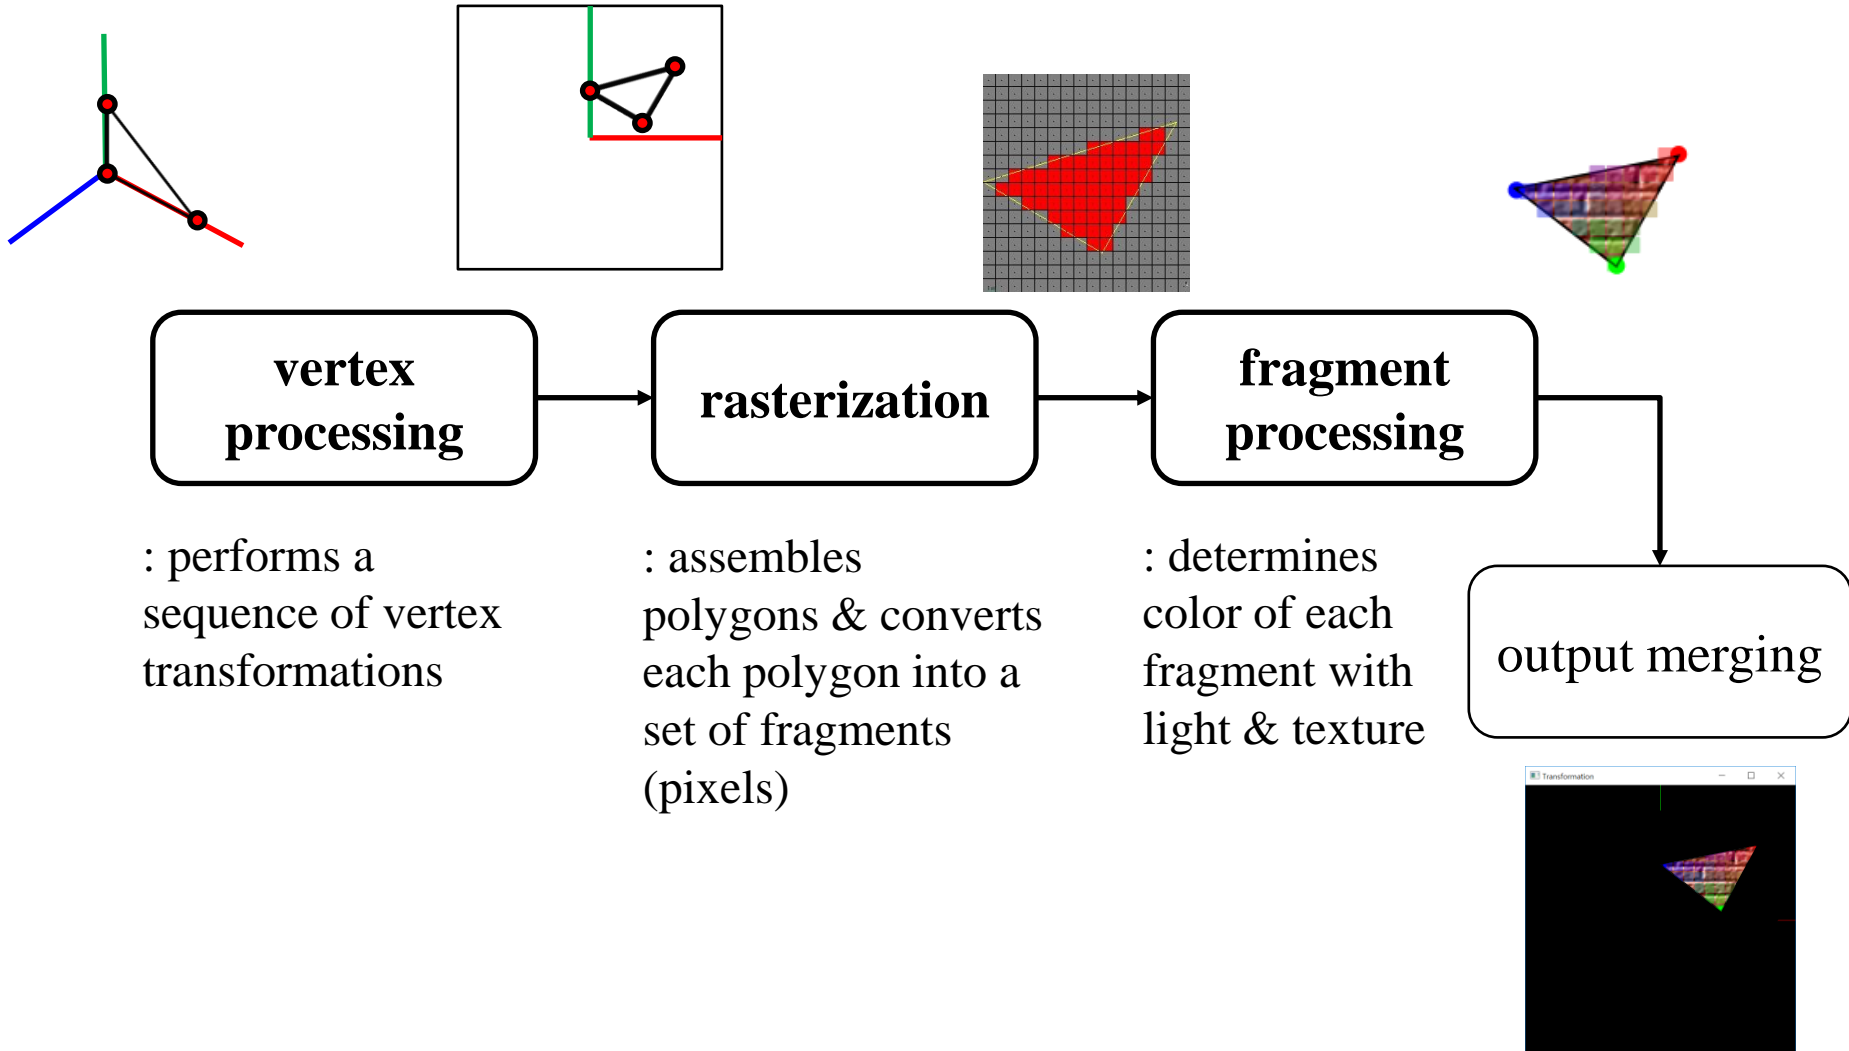 vertex
processing
rasterization
fragment
processing
: performs a
sequence of vertex
transformations
: assembles
polygons & converts
each polygon into a
set of fragments
(pixels)
: determines
color of each
fragment with
light & texture
output merging
Transformation